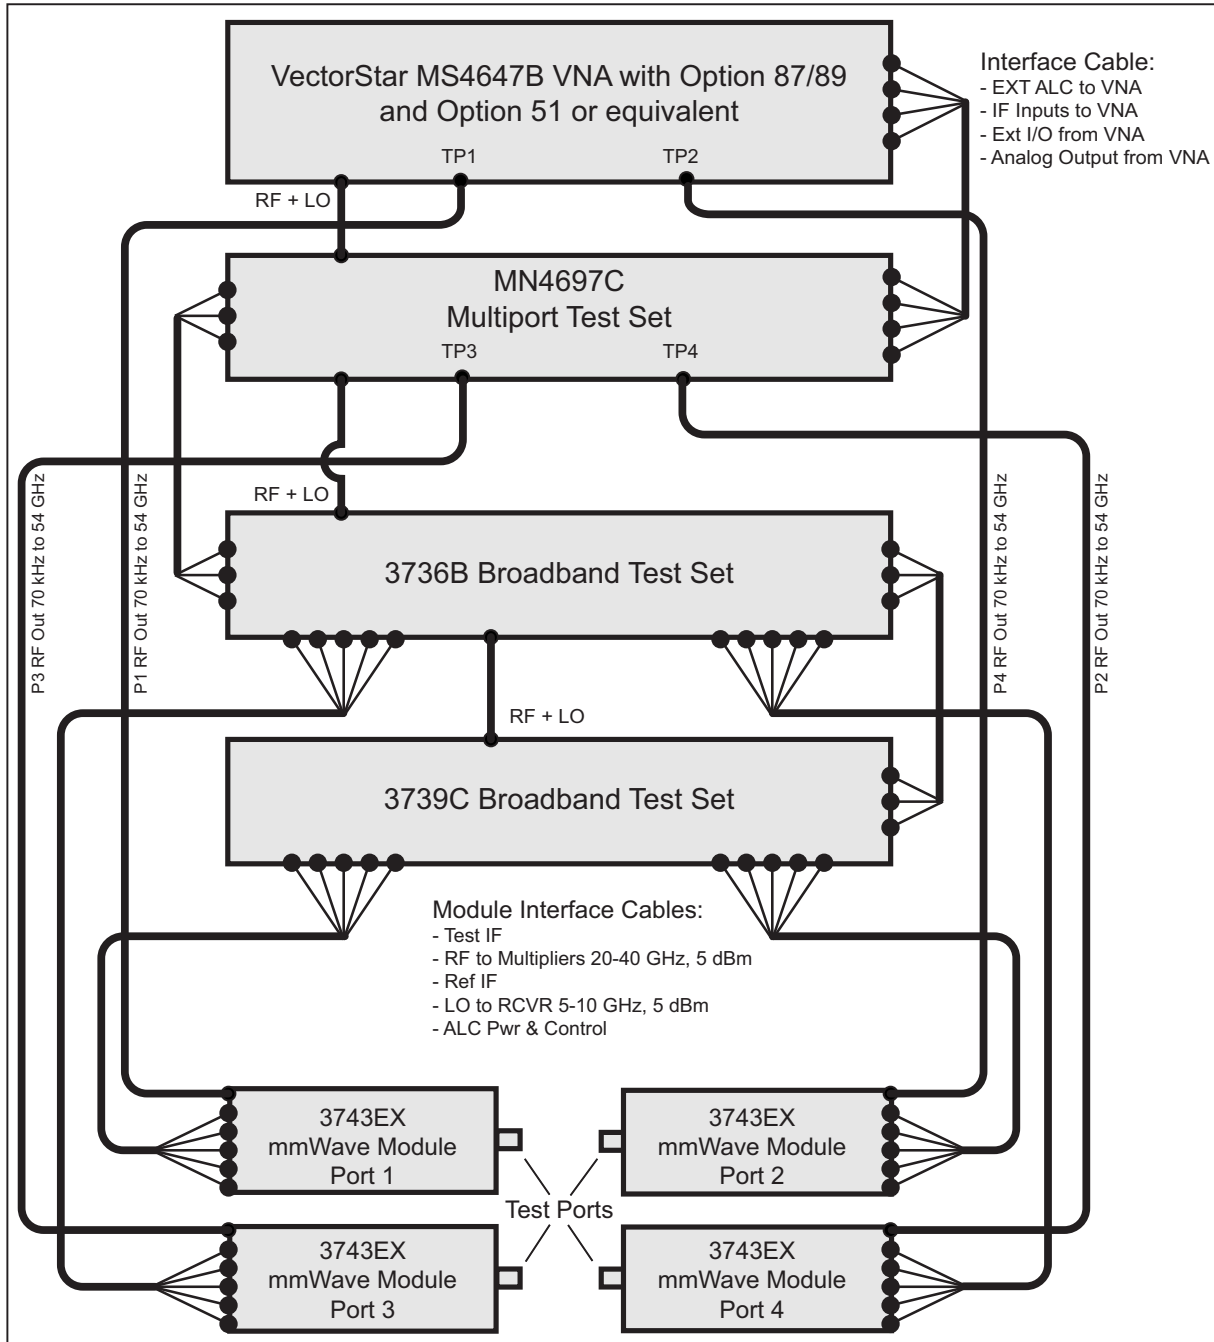 VectorStar MS4647B VNA with Option 87/89
and Option 51 or equivalent
TP1
TP2
Interface Cable:
- EXT ALC to VNA
- IF Inputs to VNA
- Ext I/O from VNA
- Analog Output from VNA
RF + LO
MN4697C
Multiport Test Set
TP3
TP4
RF + LO
P3 RF Out 70 kHz to 54 GHz
P1 RF Out 70 kHz to 54 GHz
P4 RF Out 70 kHz to 54 GHz
P2 RF Out 70 kHz to 54 GHz
3736B Broadband Test Set
RF + LO
3739C Broadband Test Set
Module Interface Cables:
- Test IF
- RF to Multipliers 20-40 GHz, 5 dBm
- Ref IF
- LO to RCVR 5-10 GHz, 5 dBm
- ALC Pwr & Control
3743EX
mmWave Module
Port 1
3743EX
mmWave Module
Port 2
Test Ports
3743EX
mmWave Module
Port 3
3743EX
mmWave Module
Port 4